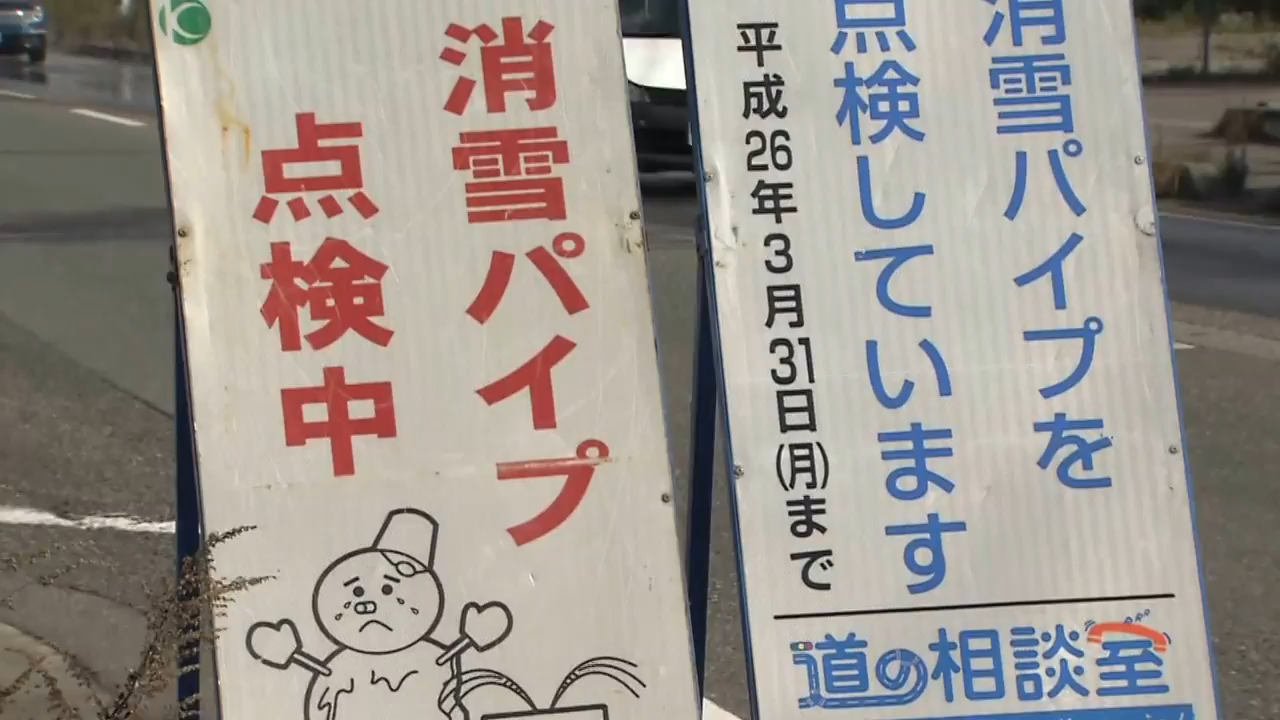 消雪パイプ
点検中
消雪パイプを
点検しています
平成26年3月31日(月)まで
道の相談室